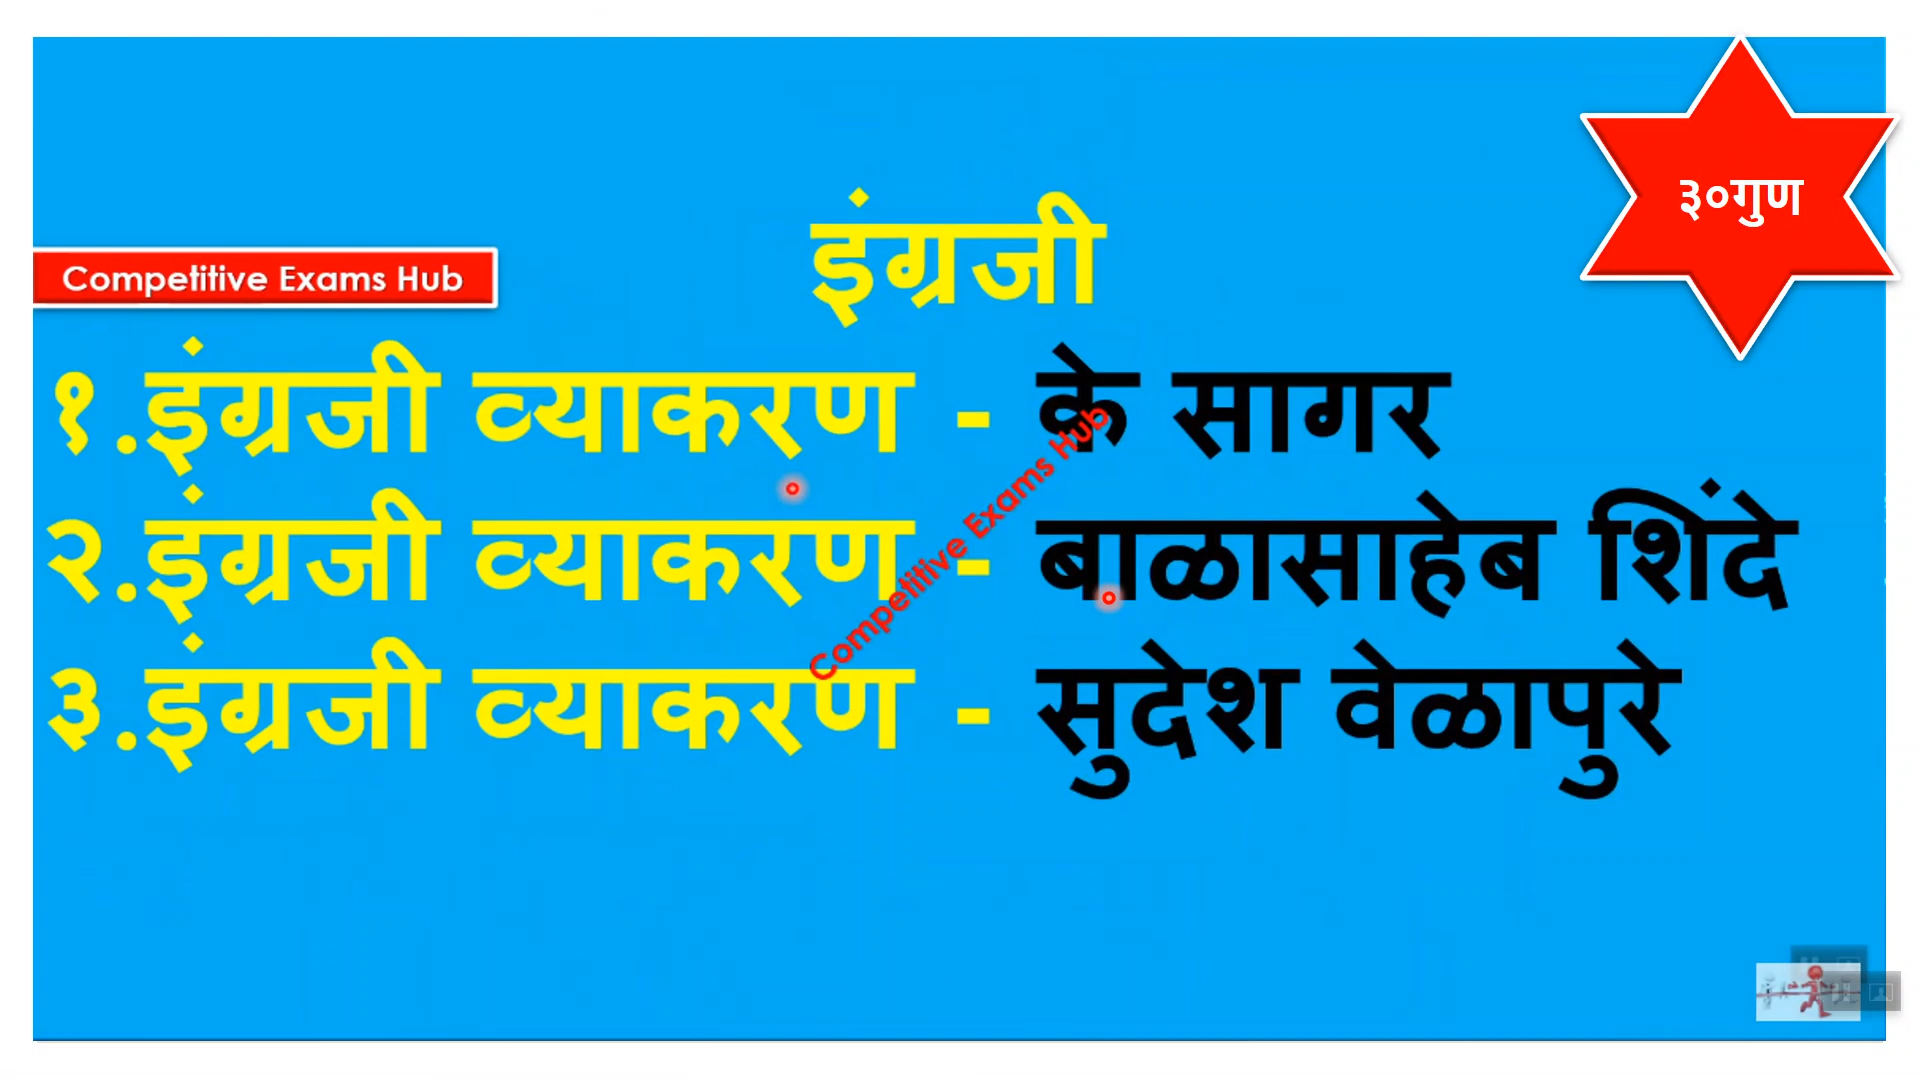 ३०गुण
इंग्रजी
Competitive Exams Hub
१.इंग्रजी व्याकरण - के सागर
२.इंग्रजी व्याकरण - बाळासाहेब शिंदे
३.इंग्रजी व्याकरण - सुदेश वेळापुरे
Competitive Exams Hub